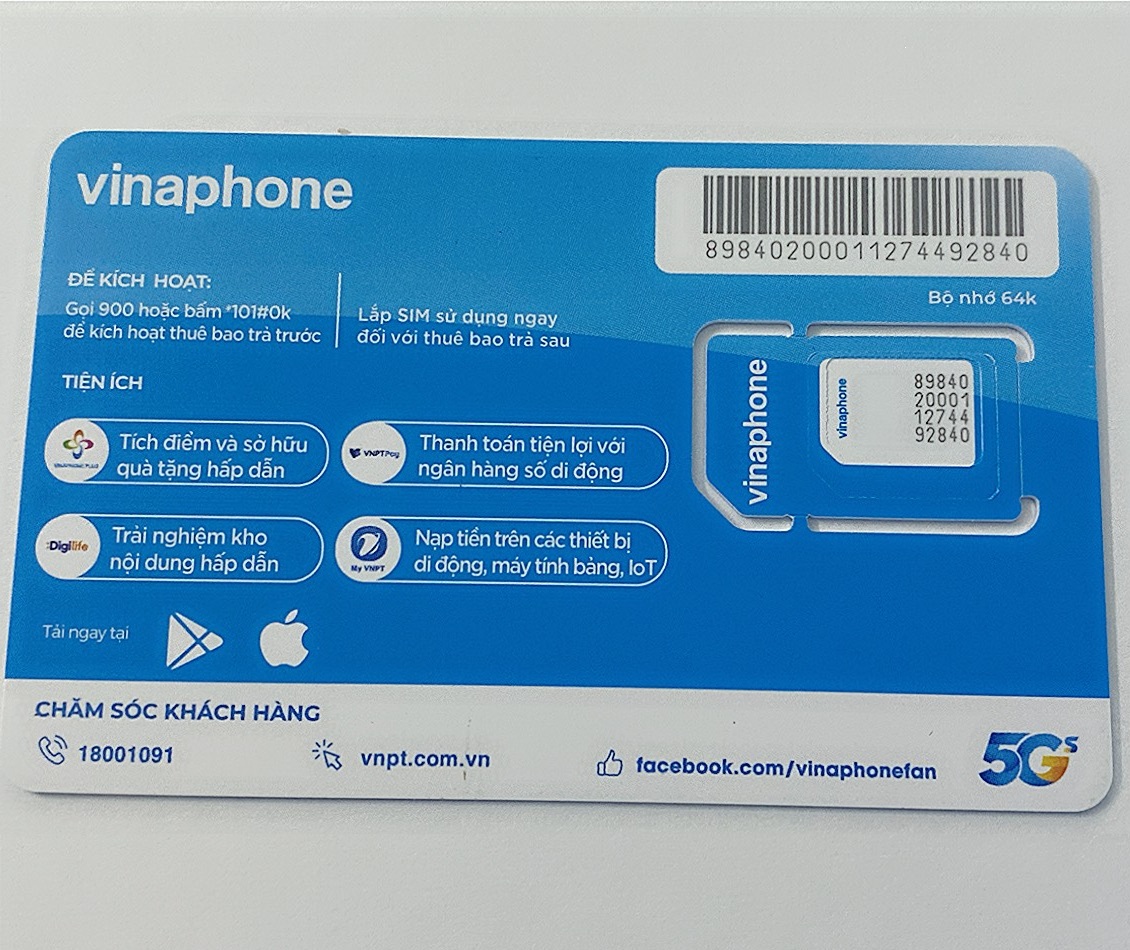 vinaphone
89840200011274492840
ĐỂ KÍCH HOẠT:
Gọi 900 hoặc bấm *101#0k
để kích hoạt thuê bao trả trước
Lắp SIM sử dụng ngay
đối với thuê bao trả sau
Bộ nhớ 64k
vinaphone
vinaphone
89840
20001
12744
92840
TIỆN ÍCH
VINAPHONE PLUS
Tích điểm và sở hữu
quà tặng hấp dẫn
VNPT Pay
Thanh toán tiện lợi với
ngân hàng số di động
Digilife
Trải nghiệm kho
nội dung hấp dẫn
My VNPT
Nạp tiền trên các thiết bị
di động, máy tính bảng, IoT
Tải ngay tại
CHĂM SÓC KHÁCH HÀNG
18001091
vnpt.com.vn
facebook.com/vinaphonefan
5Gs